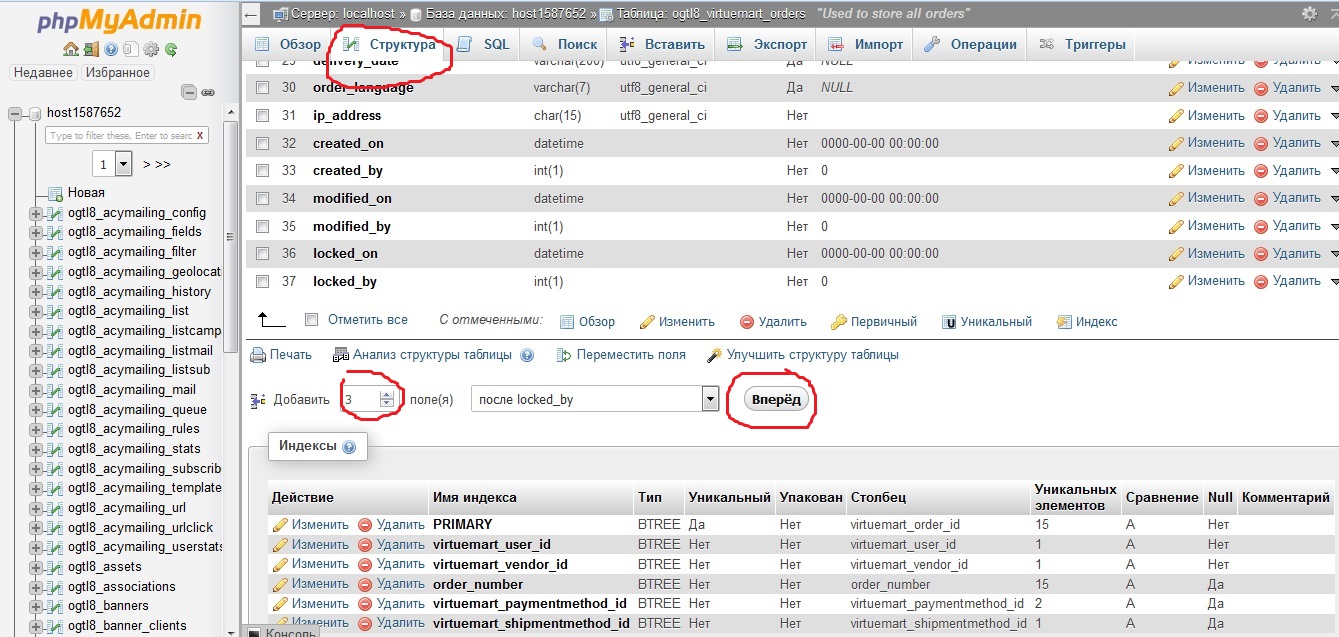 phpMyAdmin
Недавнее Избранное
host1587652
Type to filter these, Enter to searc X
1 > >>
Новая
ogtl8_acymailing_config
ogtl8_acymailing_fields
ogtl8_acymailing_filter
ogtl8_acymailing_geolocat
ogtl8_acymailing_history
ogtl8_acymailing_list
ogtl8_acymailing_listcamp
ogtl8_acymailing_listmail
ogtl8_acymailing_listsub
ogtl8_acymailing_mail
ogtl8_acymailing_queue
ogtl8_acymailing_rules
ogtl8_acymailing_stats
ogtl8_acymailing_subscrib
ogtl8_acymailing_template
ogtl8_acymailing_url
ogtl8_acymailing_urlclick
ogtl8_acymailing_userstats
ogtl8_assets
ogtl8_associations
ogtl8_banners
ogtl8_banner_clients
Сервер: localhost » База данных: host1587652 » Таблица: ogtl8_virtuemart_orders "Used to store all orders"
Обзор Структура SQL Поиск Вставить Экспорт Импорт Операции Триггеры
29 delivery_date varchar(200) utf8_general_ci Да NULL Изменить Удалить
30 order_language varchar(7) utf8_general_ci Да NULL Изменить Удалить
31 ip_address char(15) utf8_general_ci Нет Изменить Удалить
32 created_on datetime Нет 0000-00-00 00:00:00 Изменить Удалить
33 created_by int(1) Нет 0 Изменить Удалить
34 modified_on datetime Нет 0000-00-00 00:00:00 Изменить Удалить
35 modified_by int(1) Нет 0 Изменить Удалить
36 locked_on datetime Нет 0000-00-00 00:00:00 Изменить Удалить
37 locked_by int(1) Нет 0 Изменить Удалить
Отметить все С отмеченными: Обзор Изменить Удалить Первичный Уникальный Индекс
Печать Анализ структуры таблицы Переместить поля Улучшить структуру таблицы
Добавить 3 поле(я) после locked_by Вперёд
Индексы
Действие Имя индекса Тип Уникальный Упакован Столбец Уникальных элементов Сравнение Null Комментарий
Изменить Удалить PRIMARY BTREE Да Нет virtuemart_order_id 15 A Нет
Изменить Удалить virtuemart_user_id BTREE Нет Нет virtuemart_user_id 1 A Нет
Изменить Удалить virtuemart_vendor_id BTREE Нет Нет virtuemart_vendor_id 1 A Нет
Изменить Удалить order_number BTREE Нет Нет order_number 15 A Да
Изменить Удалить virtuemart_paymentmethod_id BTREE Нет Нет virtuemart_paymentmethod_id 2 A Да
Изменить Удалить virtuemart_shipmentmethod_id BTREE Нет Нет virtuemart_shipmentmethod_id 1 A Да
Консоль